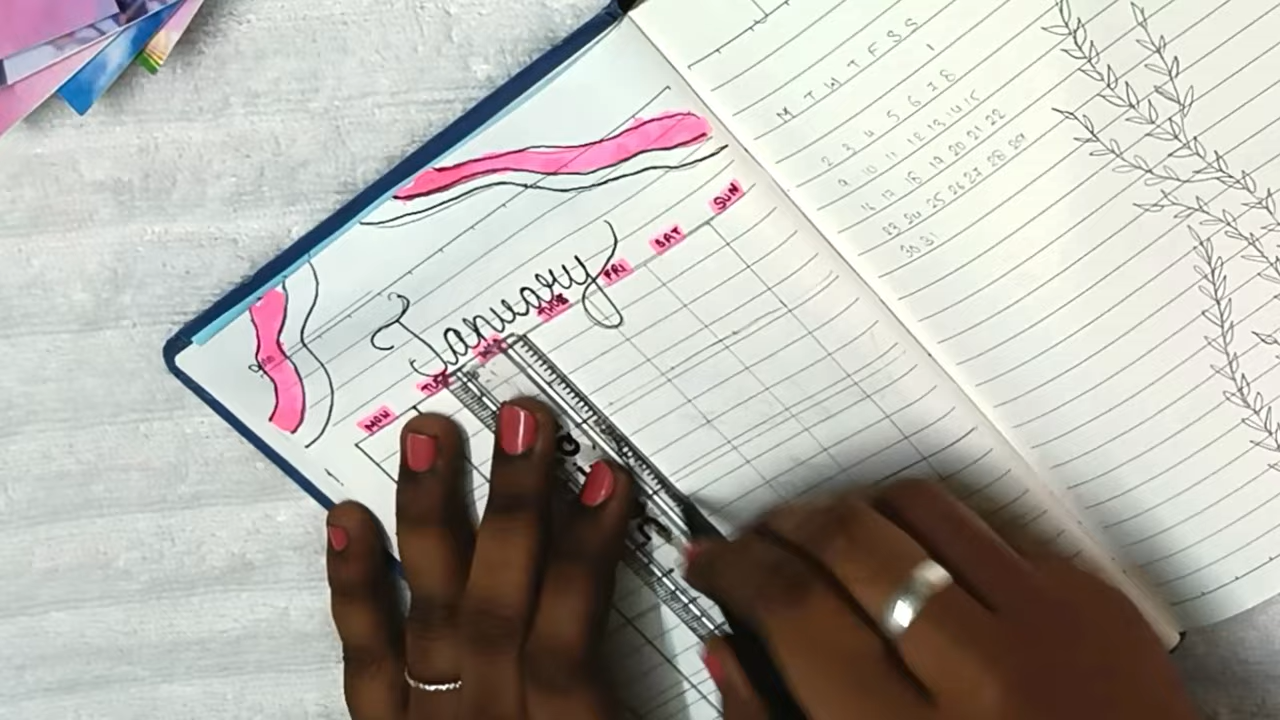 January
MON TUE WED THUR FRI SAT SUN
M T W T F S S
1
2 3 4 5 6 7 8
9 10 11 12 13 14 15
16 17 18 19 20 21 22
23 24 25 26 27 28 29
30 31